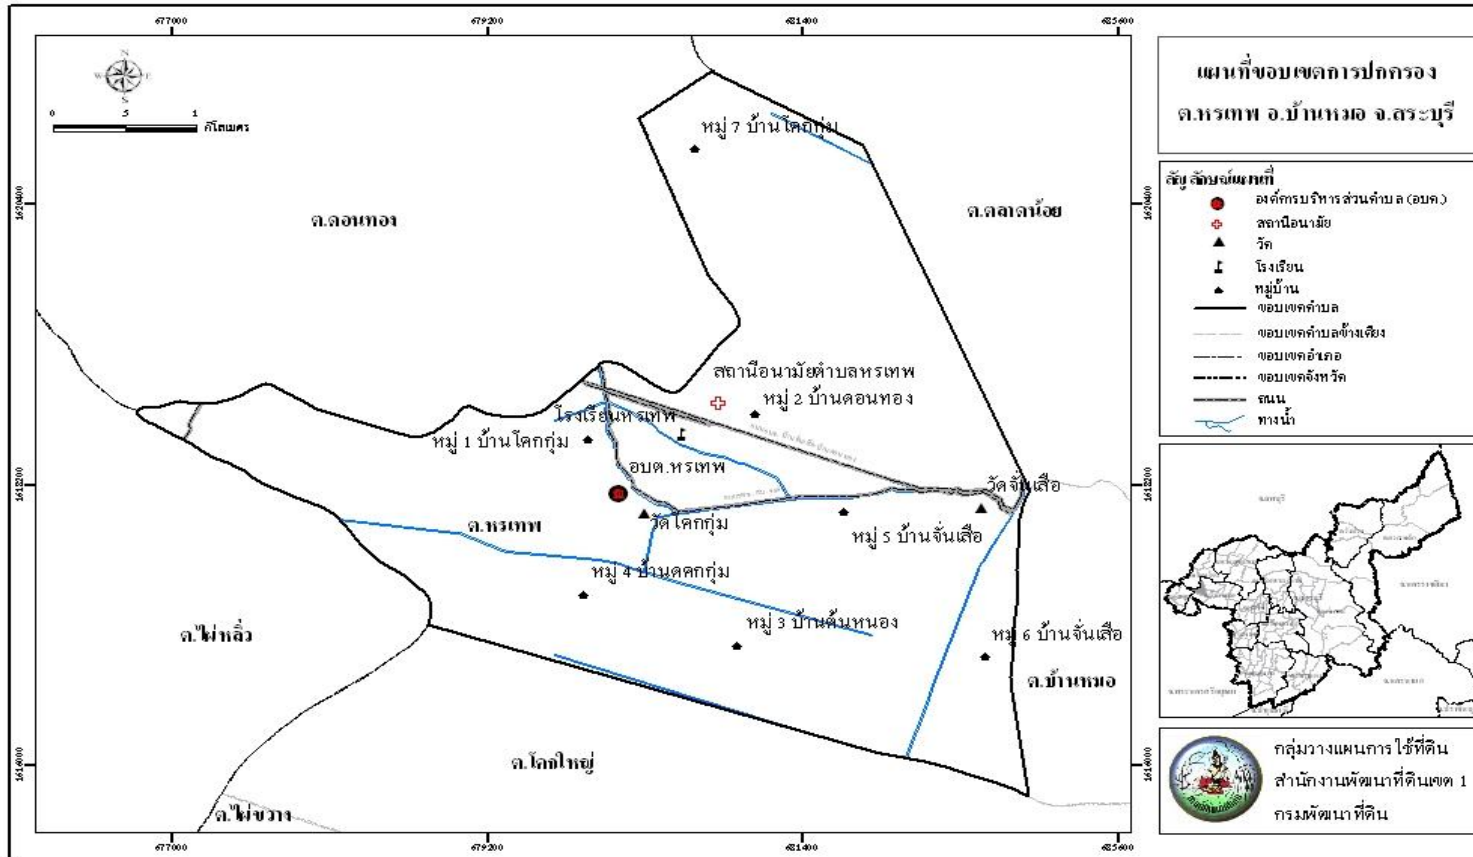 677000
679200
681400
683600
N
W
E
S
0
.5
1
กิโลเมตร
แผนที่ขอบเขตการปกครอง
ต.หรเทพ อ.บ้านหมอ จ.สระบุรี
หมู่ 7 บ้านโคกกุ่ม
สัญลักษณ์แผนที่
องค์การบริหารส่วนตำบล (อบต.)
สถานีอนามัย
วัด
โรงเรียน
หมู่บ้าน
ขอบเขตตำบล
ขอบเขตตำบลข้างเคียง
ขอบเขตอำเภอ
ขอบเขตจังหวัด
ถนน
ทางน้ำ
1620400
1620400
ต.ดอนทอง
ต.ตลาดน้อย
สถานีอนามัยตำบลหรเทพ
หมู่ 2 บ้านดอนทอง
โรงเรียนหรเทพ
หมู่ 1 บ้านโคกกุ่ม
อบต.หรเทพ
วัดจั่นเสือ
ต.หรเทพ
วัดโคกกุ่ม
หมู่ 5 บ้านจั่นเสือ
หมู่ 4 บ้านดคกกุ่ม
หมู่ 3 บ้านต้นหนอง
หมู่ 6 บ้านจั่นเสือ
ต.ไผ่หลิ่ว
ต.บ้านหมอ
ต.โคกใหญ่
ต.ไผ่ขวาง
กลุ่มวางแผนการใช้ที่ดิน
สำนักงานพัฒนาที่ดินเขต 1
กรมพัฒนาที่ดิน
677000
679200
681400